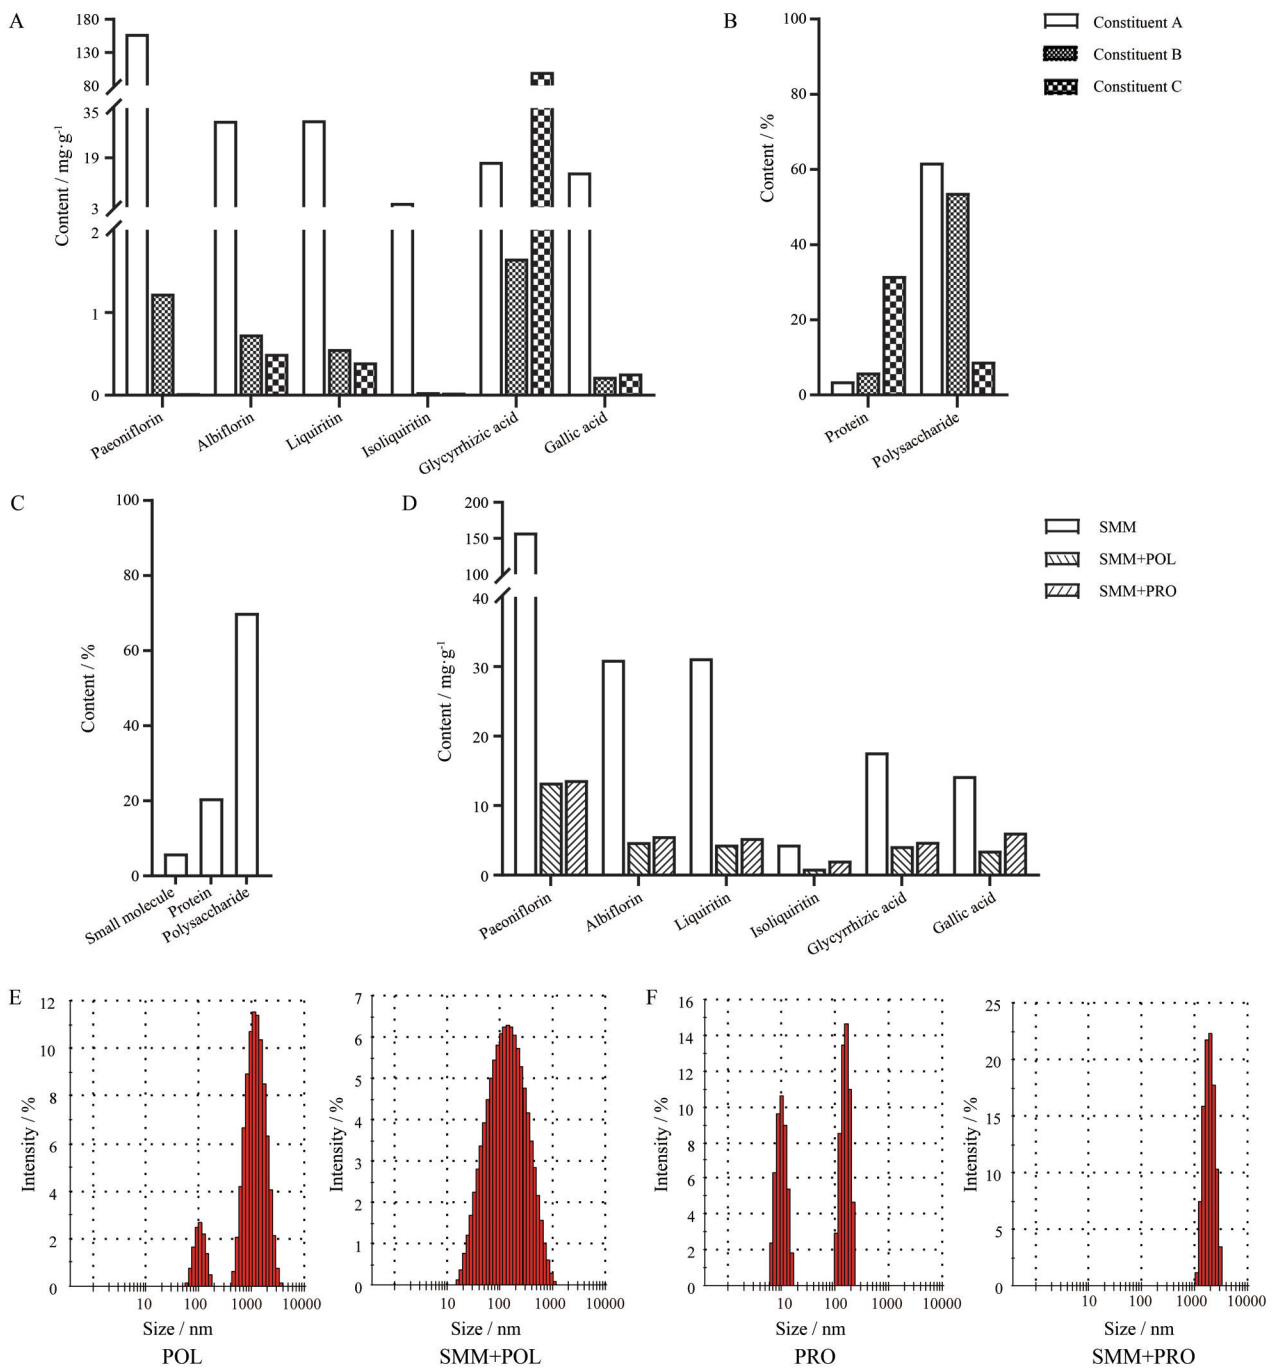 A
180
130
80
35
19
3
2
1
0
Content / mg·g⁻¹
Paeoniflorin
Albiflorin
Liquiritin
Isoliquiritin
Glycyrrhizic acid
Gallic acid
B
100
80
60
40
20
0
Content / %
Protein
Polysaccharide
Constituent A
Constituent B
Constituent C
C
100
80
60
40
20
0
Content / %
Small molecule
Protein
Polysaccharide
D
200
150
100
40
30
20
10
0
Content / mg·g⁻¹
Paeoniflorin
Albiflorin
Liquiritin
Isoliquiritin
Glycyrrhizic acid
Gallic acid
SMM
SMM+POL
SMM+PRO
E
12
10
8
6
4
2
0
Intensity / %
10 100 1000 10000
Size / nm
POL
7
6
5
4
3
2
1
0
Intensity / %
10 100 1000 10000
Size / nm
SMM+POL
F
16
14
12
10
8
6
4
2
0
Intensity / %
10 100 1000 10000
Size / nm
PRO
25
20
15
10
5
0
Intensity / %
10 100 1000 10000
Size / nm
SMM+PRO